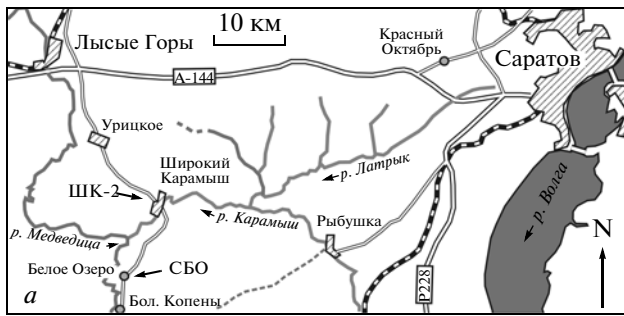 Лысые Горы
10 км
Красный
Октябрь
Саратов
А-144
Урицкое
Широкий
Карамыш
ШК-2
р. Латрык
р. Волга
р. Карамыш
Рыбушка
р. Медведица
N
Белое Озеро
СБО
Р228
а
Бол. Копены